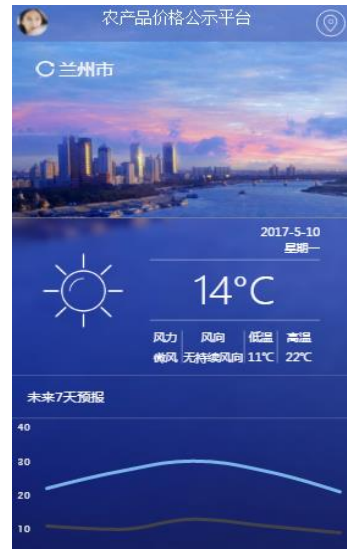 农产品价格公示平台
兰州市
2017-5-10
星期一
14°C
风力 风向 低温 高温
微风 无持续风向 11℃ 22℃
未来7天预报
40
30
20
10